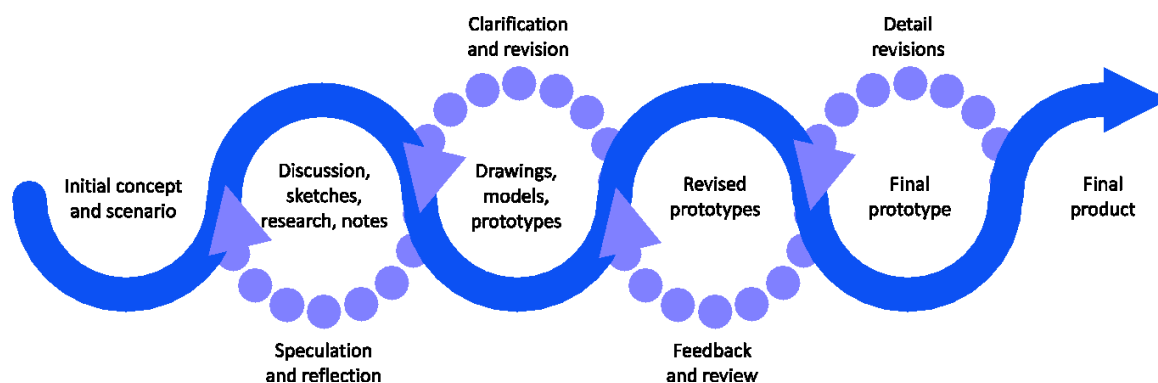 Clarification
and revision
Detail
revisions
Initial concept
and scenario
Discussion,
sketches,
research, notes
Drawings,
models,
prototypes
Revised
prototypes
Final
prototype
Final
product
Speculation
and reflection
Feedback
and review